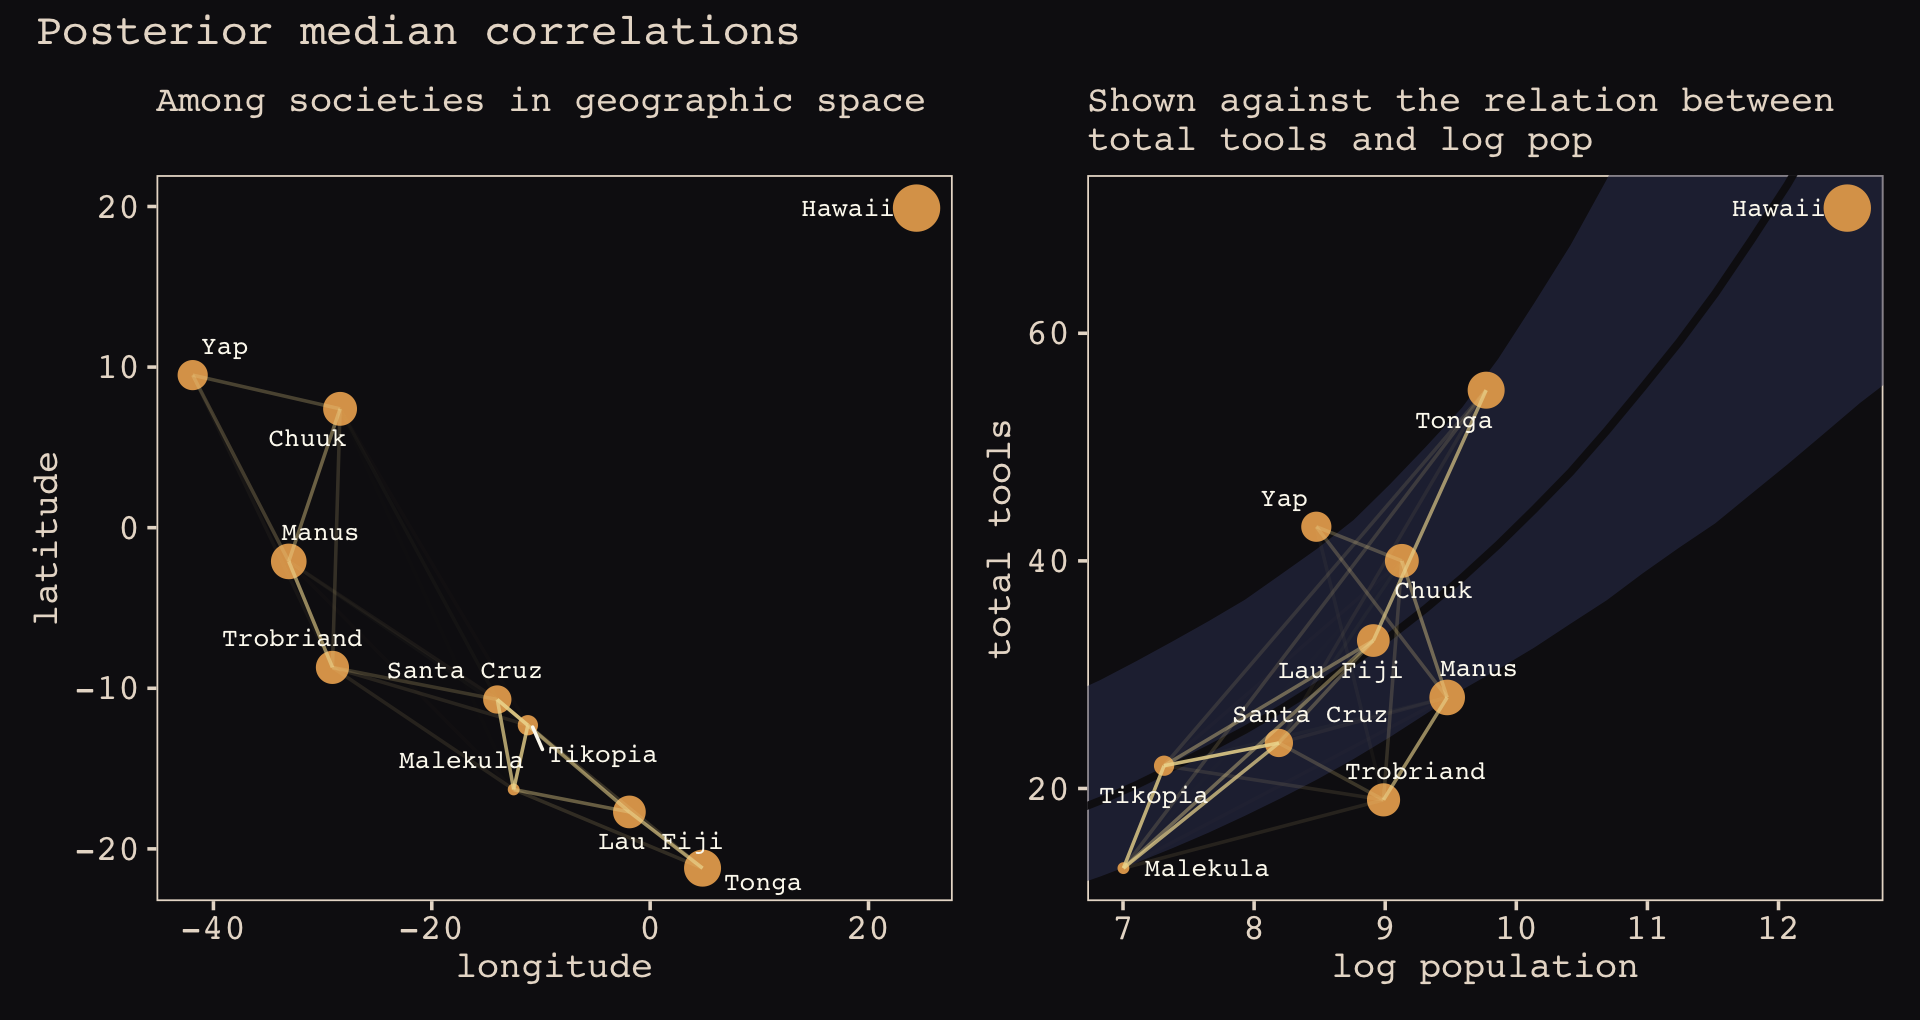 Posterior median correlations
Among societies in geographic space
20
10
0
−10
−20
latitude
Hawaii
Yap
Chuuk
Manus
Trobriand
Santa Cruz
Tikopia
Malekula
Lau Fiji
Tonga
−40
−20
0
20
longitude
Shown against the relation between
total tools and log pop
60
40
20
total tools
Hawaii
Tonga
Yap
Chuuk
Lau Fiji
Manus
Santa Cruz
Trobriand
Tikopia
Malekula
7
8
9
10
11
12
log population